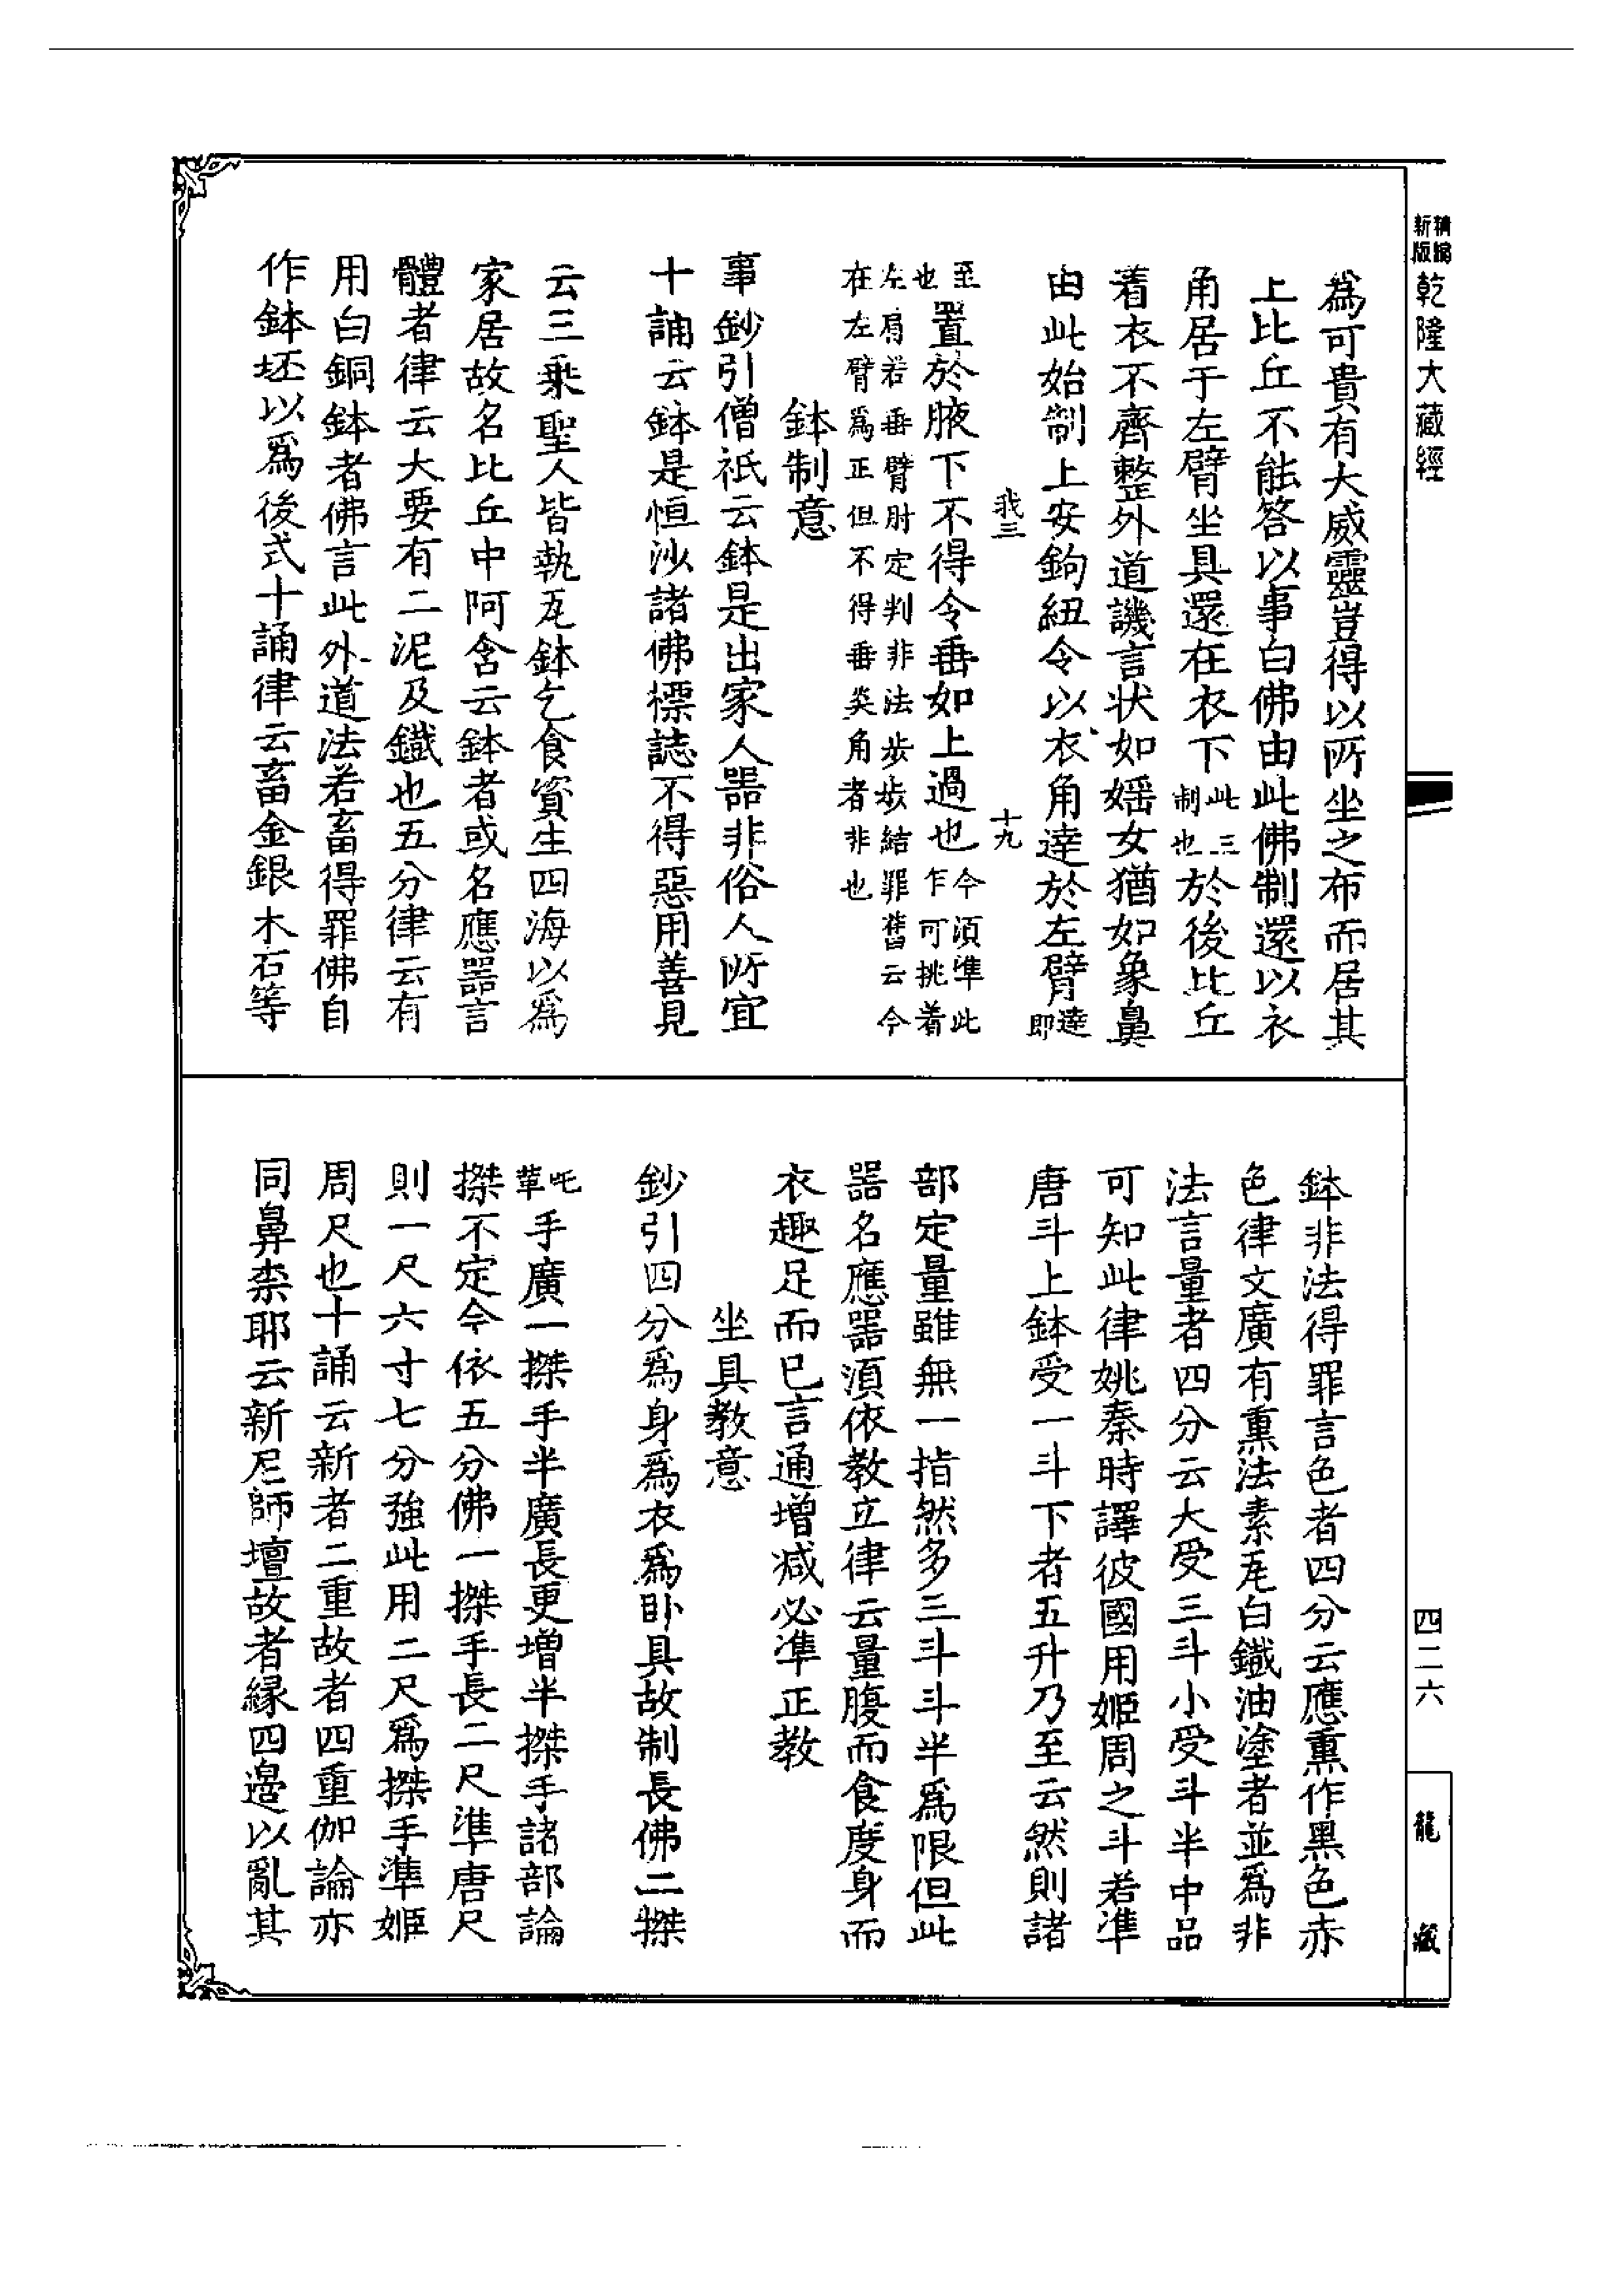 新編
精版
乾隆大藏經
為可貴有大威靈豈得以所坐之布而居其
上比丘不能答以事白佛由此佛制還以衣
角居于左臂坐具還在衣下此三制也於後比丘
着衣不齊整外道譏言狀如婬女猶如象鼻
由此始制上安鉤紐令以衣角達於左臂達即
我三
十九
至也置於腋下不得令垂如上過也今須準此乍可挑着
左肩若垂臂肘定判非法步步結罪舊云今
在左臂為正但不得垂尖角者非也
鉢制意
事鈔引僧祇云鉢是出家人器非俗人所宜
十誦云鉢是恒沙諸佛標誌不得惡用善見
云三乘聖人皆執瓦鉢乞食資生四海以為
家居故名比丘中阿含云鉢者或名應器言
體者律云大要有二泥及鐵也五分律云有
用白銅鉢者佛言此外道法若畜得罪佛自
作鉢坯以為後式十誦律云畜金銀木石等
鉢非法得罪言色者四分云應熏作黑色赤
色律文廣有熏法素瓦白鐵油塗者並為非
法言量者四分云大受三斗小受斗半中品
可知此律姚秦時譯彼國用姬周之斗若準
唐斗上鉢受一斗下者五升乃至云然則諸
部定量雖無一指然多三斗斗半為限但此
器名應器須依教立律云量腹而食度身而
衣趣足而已言通增減必準正教
坐具教意
鈔引四分為身為衣為卧具故制長佛二搩
吒革手廣一搩手半廣長更增半搩手諸部論
搩不定今依五分佛一搩手長二尺準唐尺
則一尺六寸七分強此用二尺為搩手準姬
周尺也十誦云新者二重故者四重伽論亦
同鼻柰耶云新尼師壇故者緣四邊以亂其
四二六
龍藏